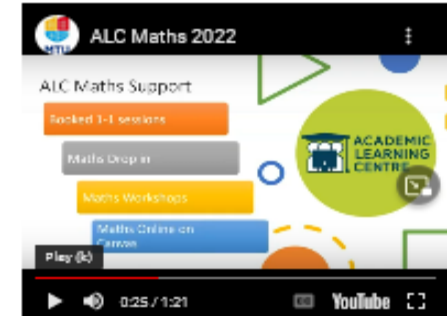 MTU
ALC Maths 2022
ALC Maths Support
Booked 1-1 sessions
Maths Drop in
Maths Workshops
Maths Online on
Canvas
ACADEMIC
LEARNING
CENTRE
Play (k)
0:25 / 1:21
CC
YouTube